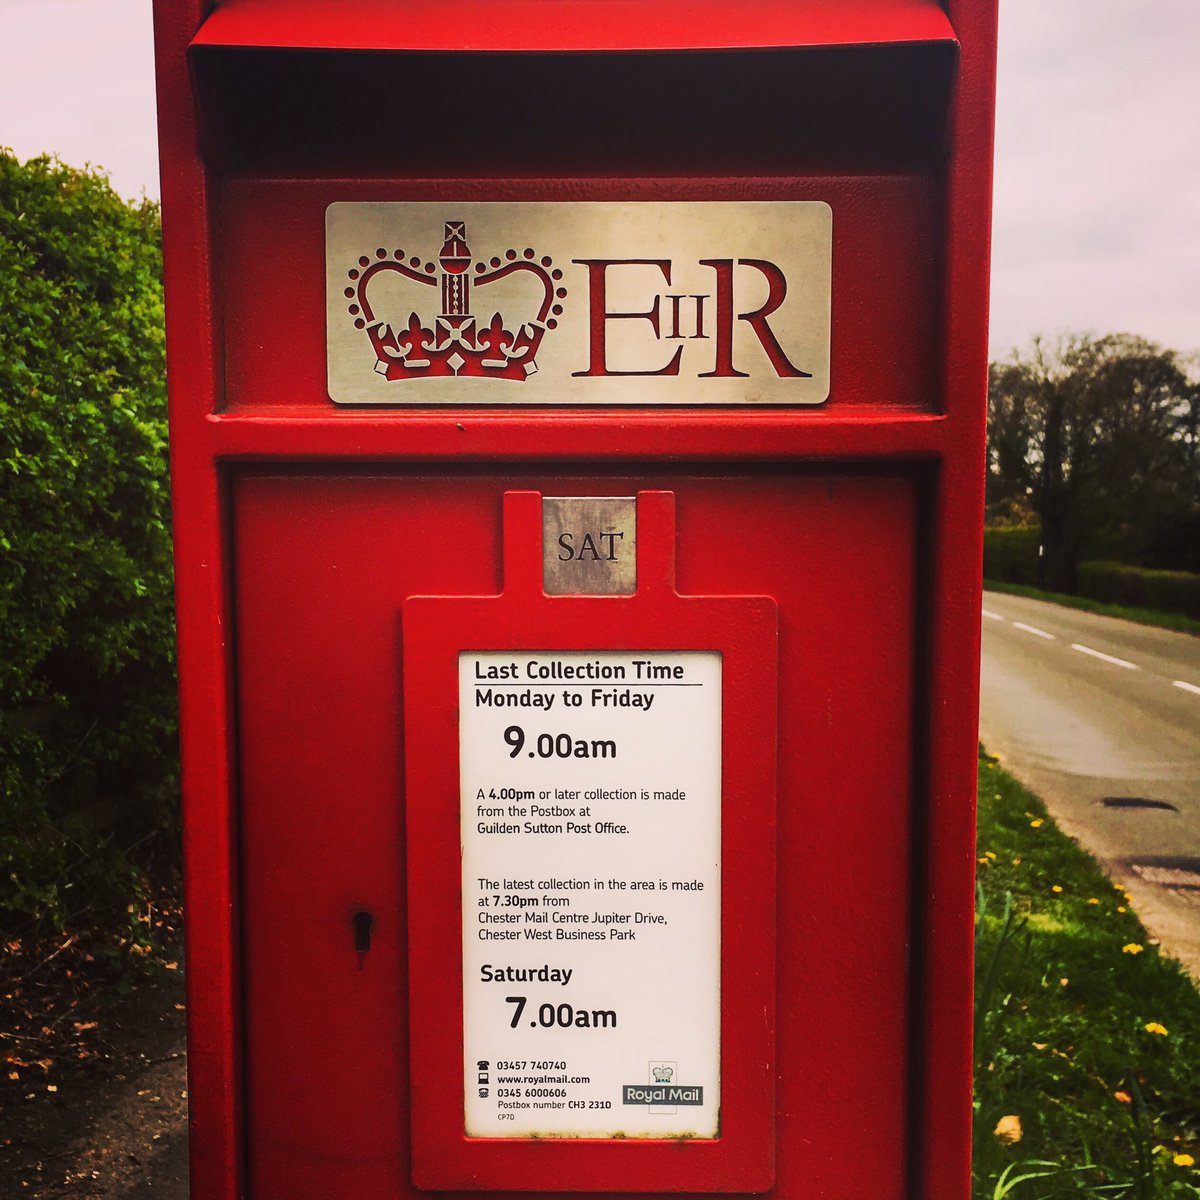 EIIR
SAT
Last Collection Time
Monday to Friday
9.00am
A 4.00pm or later collection is made
from the Postbox at
Guilden Sutton Post Office.
The latest collection in the area is made
at 7.30pm from
Chester Mail Centre Jupiter Drive,
Chester West Business Park
Saturday
7.00am
03457 740740
www.royalmail.com
0345 6000606
Postbox number CH3 231D
CP7D
Royal Mail